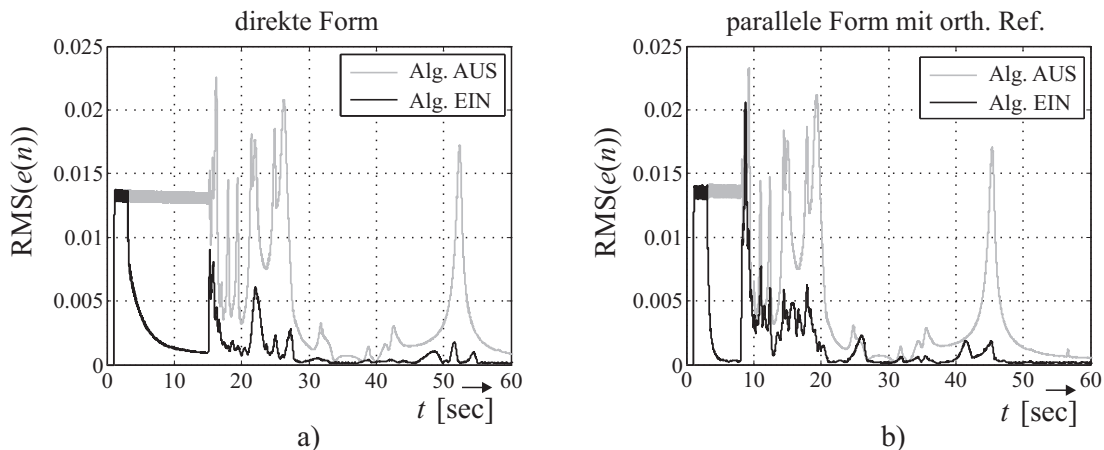 direkte Form
0.025
0.02
0.015
0.01
0.005
0
RMS(e(n))
Alg. AUS
Alg. EIN
0 10 20 30 40 50 60
t [sec]
a)
parallele Form mit orth. Ref.
0.025
0.02
0.015
0.01
0.005
0
RMS(e(n))
Alg. AUS
Alg. EIN
0 10 20 30 40 50 60
t [sec]
b)